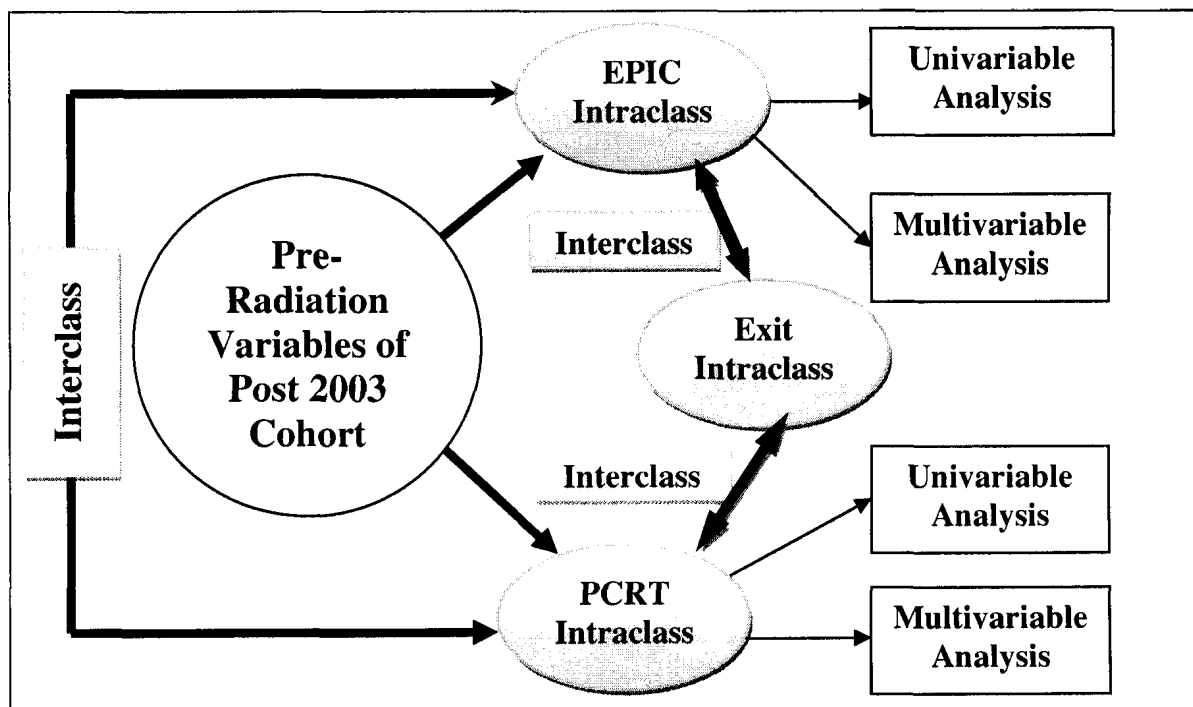 EPIC
Intraclass
Univariable
Analysis
Multivariable
Analysis
Interclass
Interclass
Pre-
Radiation
Variables of
Post 2003
Cohort
Exit
Intraclass
Interclass
PCRT
Intraclass
Univariable
Analysis
Multivariable
Analysis